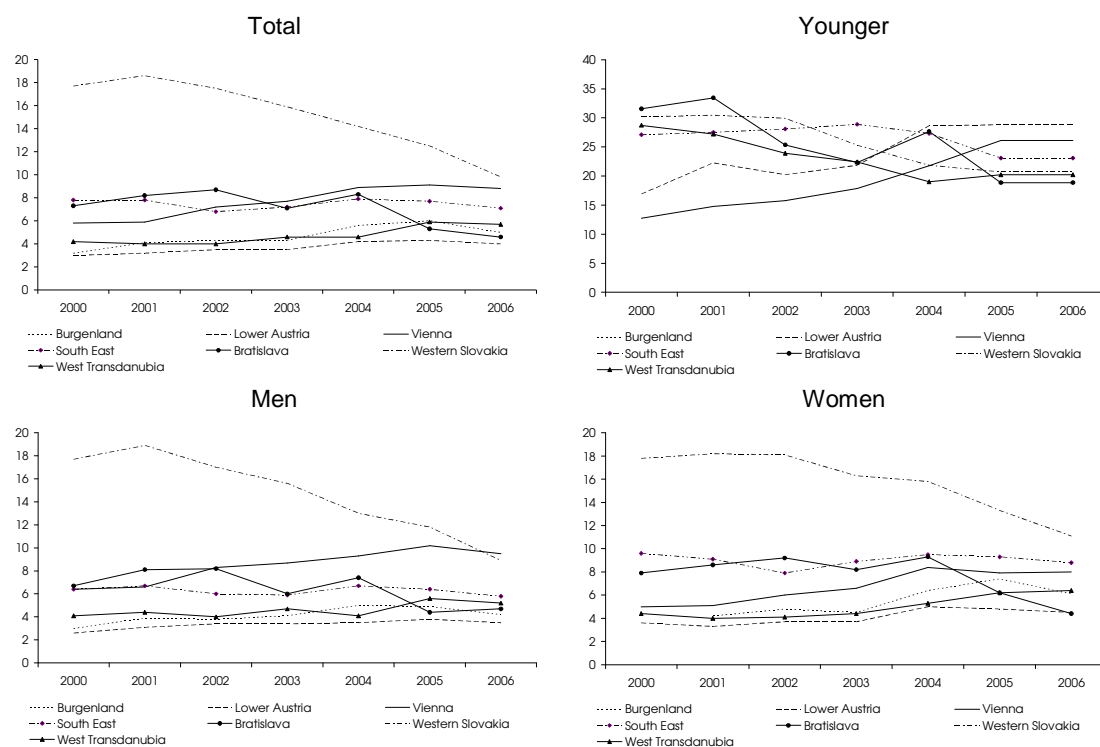 Total
20
18
16
14
12
10
8
6
4
2
0
2000 2001 2002 2003 2004 2005 2006
Burgenland Lower Austria Vienna
South East Bratislava Western Slovakia
West Transdanubia
Younger
40
35
30
25
20
15
10
5
0
2000 2001 2002 2003 2004 2005 2006
Burgenland Lower Austria Vienna
South East Bratislava Western Slovakia
West Transdanubia
Men
20
18
16
14
12
10
8
6
4
2
0
2000 2001 2002 2003 2004 2005 2006
Burgenland Lower Austria Vienna
South East Bratislava Western Slovakia
West Transdanubia
Women
20
18
16
14
12
10
8
6
4
2
0
2000 2001 2002 2003 2004 2005 2006
Burgenland Lower Austria Vienna
South East Bratislava Western Slovakia
West Transdanubia